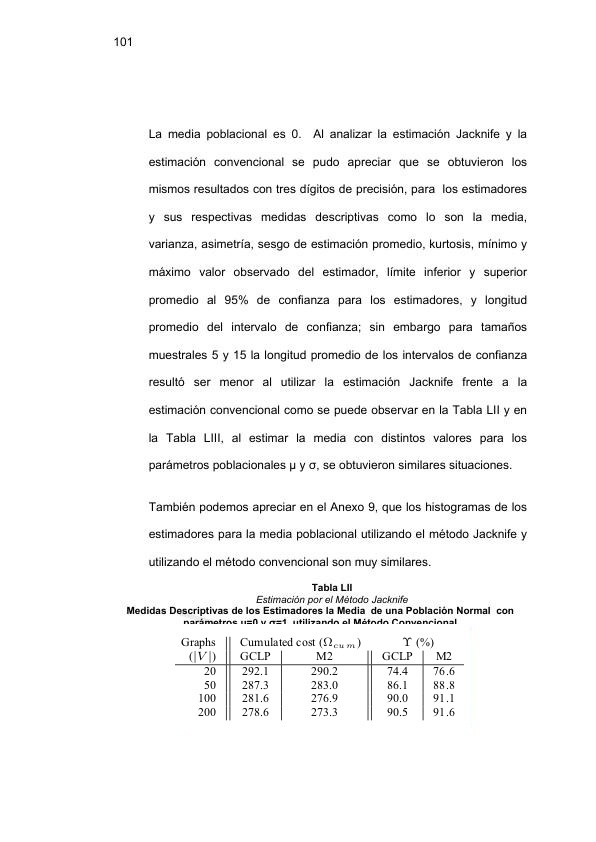 101
La media poblacional es 0. Al analizar la estimación Jacknife y la
estimación convencional se pudo apreciar que se obtuvieron los
mismos resultados con tres dígitos de precisión, para los estimadores
y sus respectivas medidas descriptivas como lo son la media,
varianza, asimetría, sesgo de estimación promedio, kurtosis, mínimo y
máximo valor observado del estimador, límite inferior y superior
promedio al 95% de confianza para los estimadores, y longitud
promedio del intervalo de confianza; sin embargo para tamaños
muestrales 5 y 15 la longitud promedio de los intervalos de confianza
resultó ser menor al utilizar la estimación Jacknife frente a la
estimación convencional como se puede observar en la Tabla LII y en
la Tabla LIII, al estimar la media con distintos valores para los
parámetros poblacionales µ y σ, se obtuvieron similares situaciones.
También podemos apreciar en el Anexo 9, que los histogramas de los
estimadores para la media poblacional utilizando el método Jacknife y
utilizando el método convencional son muy similares.
Tabla LII
Estimación por el Método Jacknife
Medidas Descriptivas de los Estimadores la Media de una Población Normal con
parámetros µ=0 y σ=1, utilizando el Método Convencional
Graphs Cumulated cost (Ωcum) ϒ (%)
(|V|) GCLP M2 GCLP M2
20 292.1 290.2 74.4 76.6
50 287.3 283.0 86.1 88.8
100 281.6 276.9 90.0 91.1
200 278.6 273.3 90.5 91.6